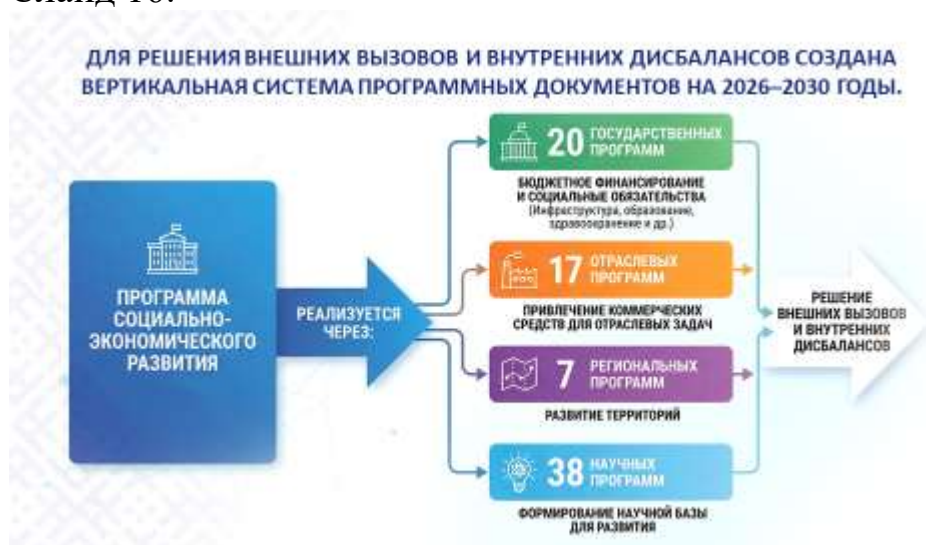 Слайд 10.
ДЛЯ РЕШЕНИЯ ВНЕШНИХ ВЫЗОВОВ И ВНУТРЕННИХ ДИСБАЛАНСОВ СОЗДАНА
ВЕРТИКАЛЬНАЯ СИСТЕМА ПРОГРАММНЫХ ДОКУМЕНТОВ НА 2026–2030 ГОДЫ.
ПРОГРАММА
СОЦИАЛЬНО-
ЭКОНОМИЧЕСКОГО
РАЗВИТИЯ
РЕАЛИЗУЕТСЯ
ЧЕРЕЗ:
20 ГОСУДАРСТВЕННЫХ
ПРОГРАММ
БЮДЖЕТНОЕ ФИНАНСИРОВАНИЕ
И СОЦИАЛЬНЫЕ ОБЯЗАТЕЛЬСТВА
(Инфраструктура, образование,
здравоохранение и др.)
17 ОТРАСЛЕВЫХ
ПРОГРАММ
ПРИВЛЕЧЕНИЕ КОММЕРЧЕСКИХ
СРЕДСТВ ДЛЯ ОТРАСЛЕВЫХ ЗАДАЧ
7 РЕГИОНАЛЬНЫХ
ПРОГРАММ
РАЗВИТИЕ ТЕРРИТОРИЙ
38 НАУЧНЫХ
ПРОГРАММ
ФОРМИРОВАНИЕ НАУЧНОЙ БАЗЫ
ДЛЯ РАЗВИТИЯ
РЕШЕНИЕ
ВНЕШНИХ ВЫЗОВОВ
И ВНУТРЕННИХ
ДИСБАЛАНСОВ